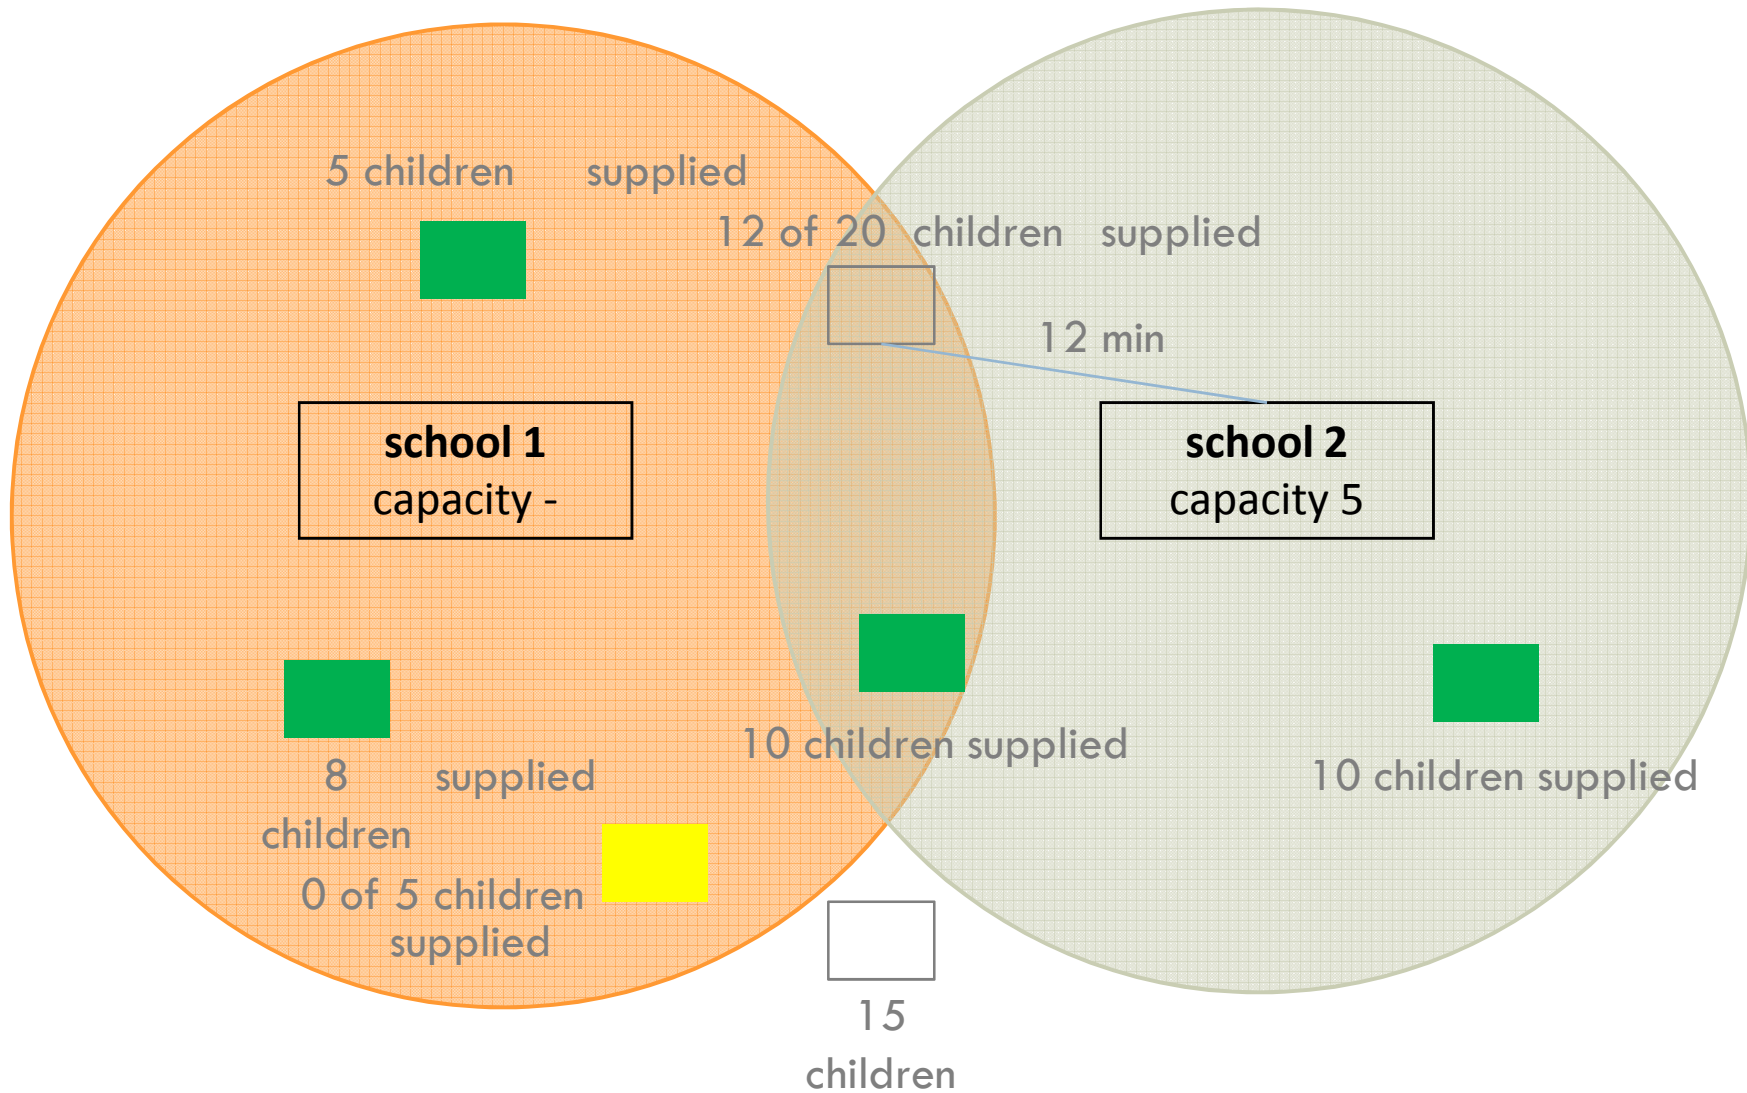 5 children supplied
12 of 20 children supplied
12 min
school 1
capacity -
school 2
capacity 5
10 children supplied
8 supplied
children
10 children supplied
0 of 5 children
supplied
15
children